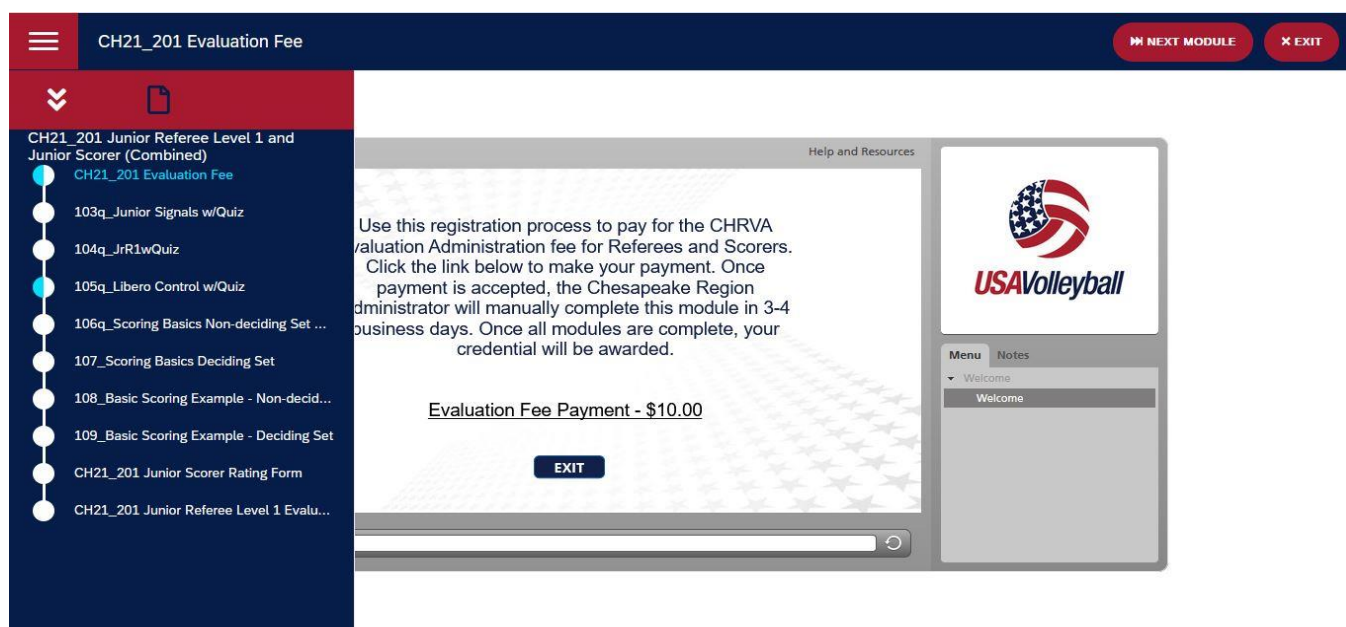 CH21_201 Evaluation Fee
NEXT MODULE
EXIT
CH21_201 Junior Referee Level 1 and
Junior Scorer (Combined)
CH21_201 Evaluation Fee
103q_Junior Signals w/Quiz
104q_JrR1wQuiz
105q_Libero Control w/Quiz
106q_Scoring Basics Non-deciding Set ...
107_Scoring Basics Deciding Set
108_Basic Scoring Example - Non-decid...
109_Basic Scoring Example - Deciding Set
CH21_201 Junior Scorer Rating Form
CH21_201 Junior Referee Level 1 Evalu...
Help and Resources
Use this registration process to pay for the CHRVA
valuation Administration fee for Referees and Scorers.
Click the link below to make your payment. Once
payment is accepted, the Chesapeake Region
dministrator will manually complete this module in 3-4
business days. Once all modules are complete, your
credential will be awarded.
Evaluation Fee Payment - $10.00
EXIT
USAVolleyball
Menu Notes
Welcome
Welcome